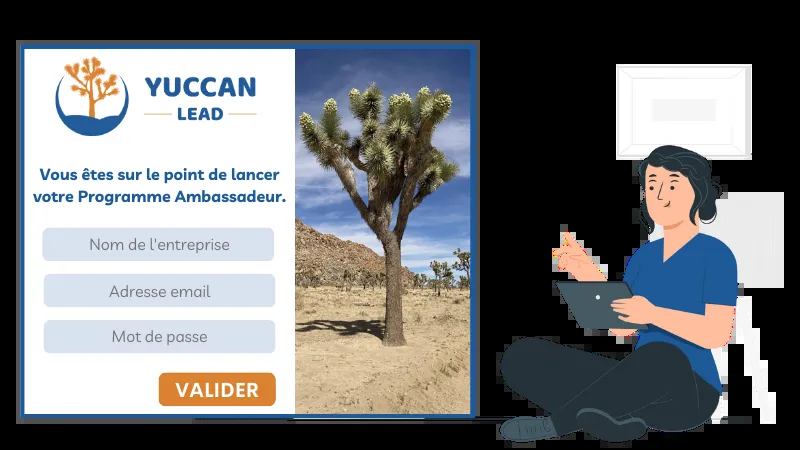 YUCCAN
LEAD
Vous êtes sur le point de lancer
votre Programme Ambassadeur.
Nom de l'entreprise
Adresse email
Mot de passe
VALIDER